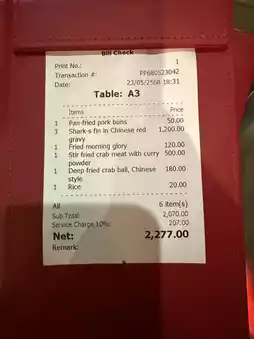 Bill Check
Print No.: 1
Transaction #: PP680523042
Date: 23/05/2568 18:31
Table: A3
Items Price
1 Pan-fried pork buns 50.00
3 Shark-s fin in Chinese red 1,200.00
gravy
1 Fried morning glory 120.00
1 Stir fried crab meat with curry 500.00
powder
1 Deep fried crab ball, Chinese 180.00
style
1 Rice 20.00
All 6 item(s)
Sub Total: 2,070.00
Service Charge 10%: 207.00
Net: 2,277.00
Remark: